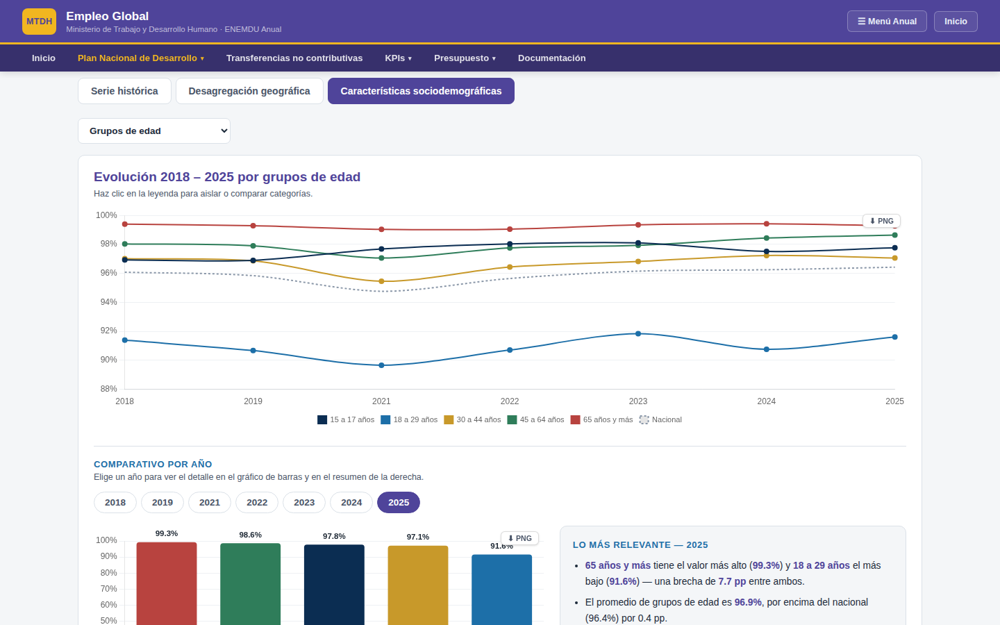 MTDH
Empleo Global
Ministerio de Trabajo y Desarrollo Humano · ENEMDU Anual
☰ Menú Anual
Inicio
Inicio
Plan Nacional de Desarrollo ▾
Transferencias no contributivas
KPIs ▾
Presupuesto ▾
Documentación
Serie histórica
Desagregación geográfica
Características sociodemográficas
Grupos de edad
Evolución 2018 – 2025 por grupos de edad
Haz clic en la leyenda para aislar o comparar categorías.
⬇ PNG
100%
98%
96%
94%
92%
90%
88%
2018
2019
2021
2022
2023
2024
2025
15 a 17 años
18 a 29 años
30 a 44 años
45 a 64 años
65 años y más
Nacional
COMPARATIVO POR AÑO
Elige un año para ver el detalle en el gráfico de barras y en el resumen de la derecha.
2018
2019
2021
2022
2023
2024
2025
⬇ PNG
99.3%
98.6%
97.8%
97.1%
91.6%
100%
90%
80%
70%
60%
50%
LO MÁS RELEVANTE — 2025
• 65 años y más tiene el valor más alto (99.3%) y 18 a 29 años el más
bajo (91.6%) — una brecha de 7.7 pp entre ambos.
• El promedio de grupos de edad es 96.9%, por encima del nacional
(96.4%) por 0.4 pp.